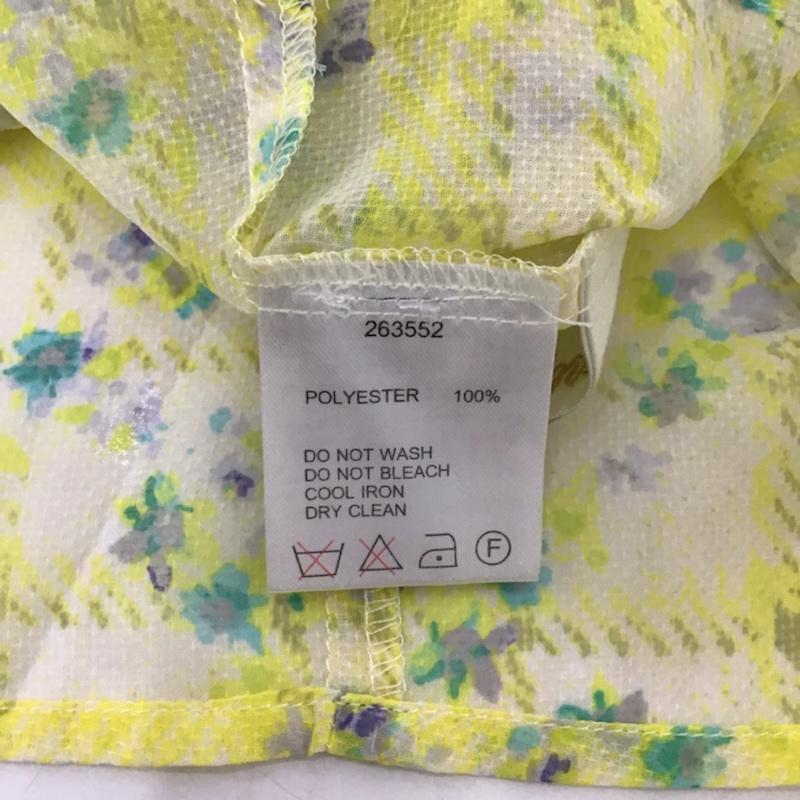 263552
POLYESTER 100%
DO NOT WASH
DO NOT BLEACH
COOL IRON
DRY CLEAN
F